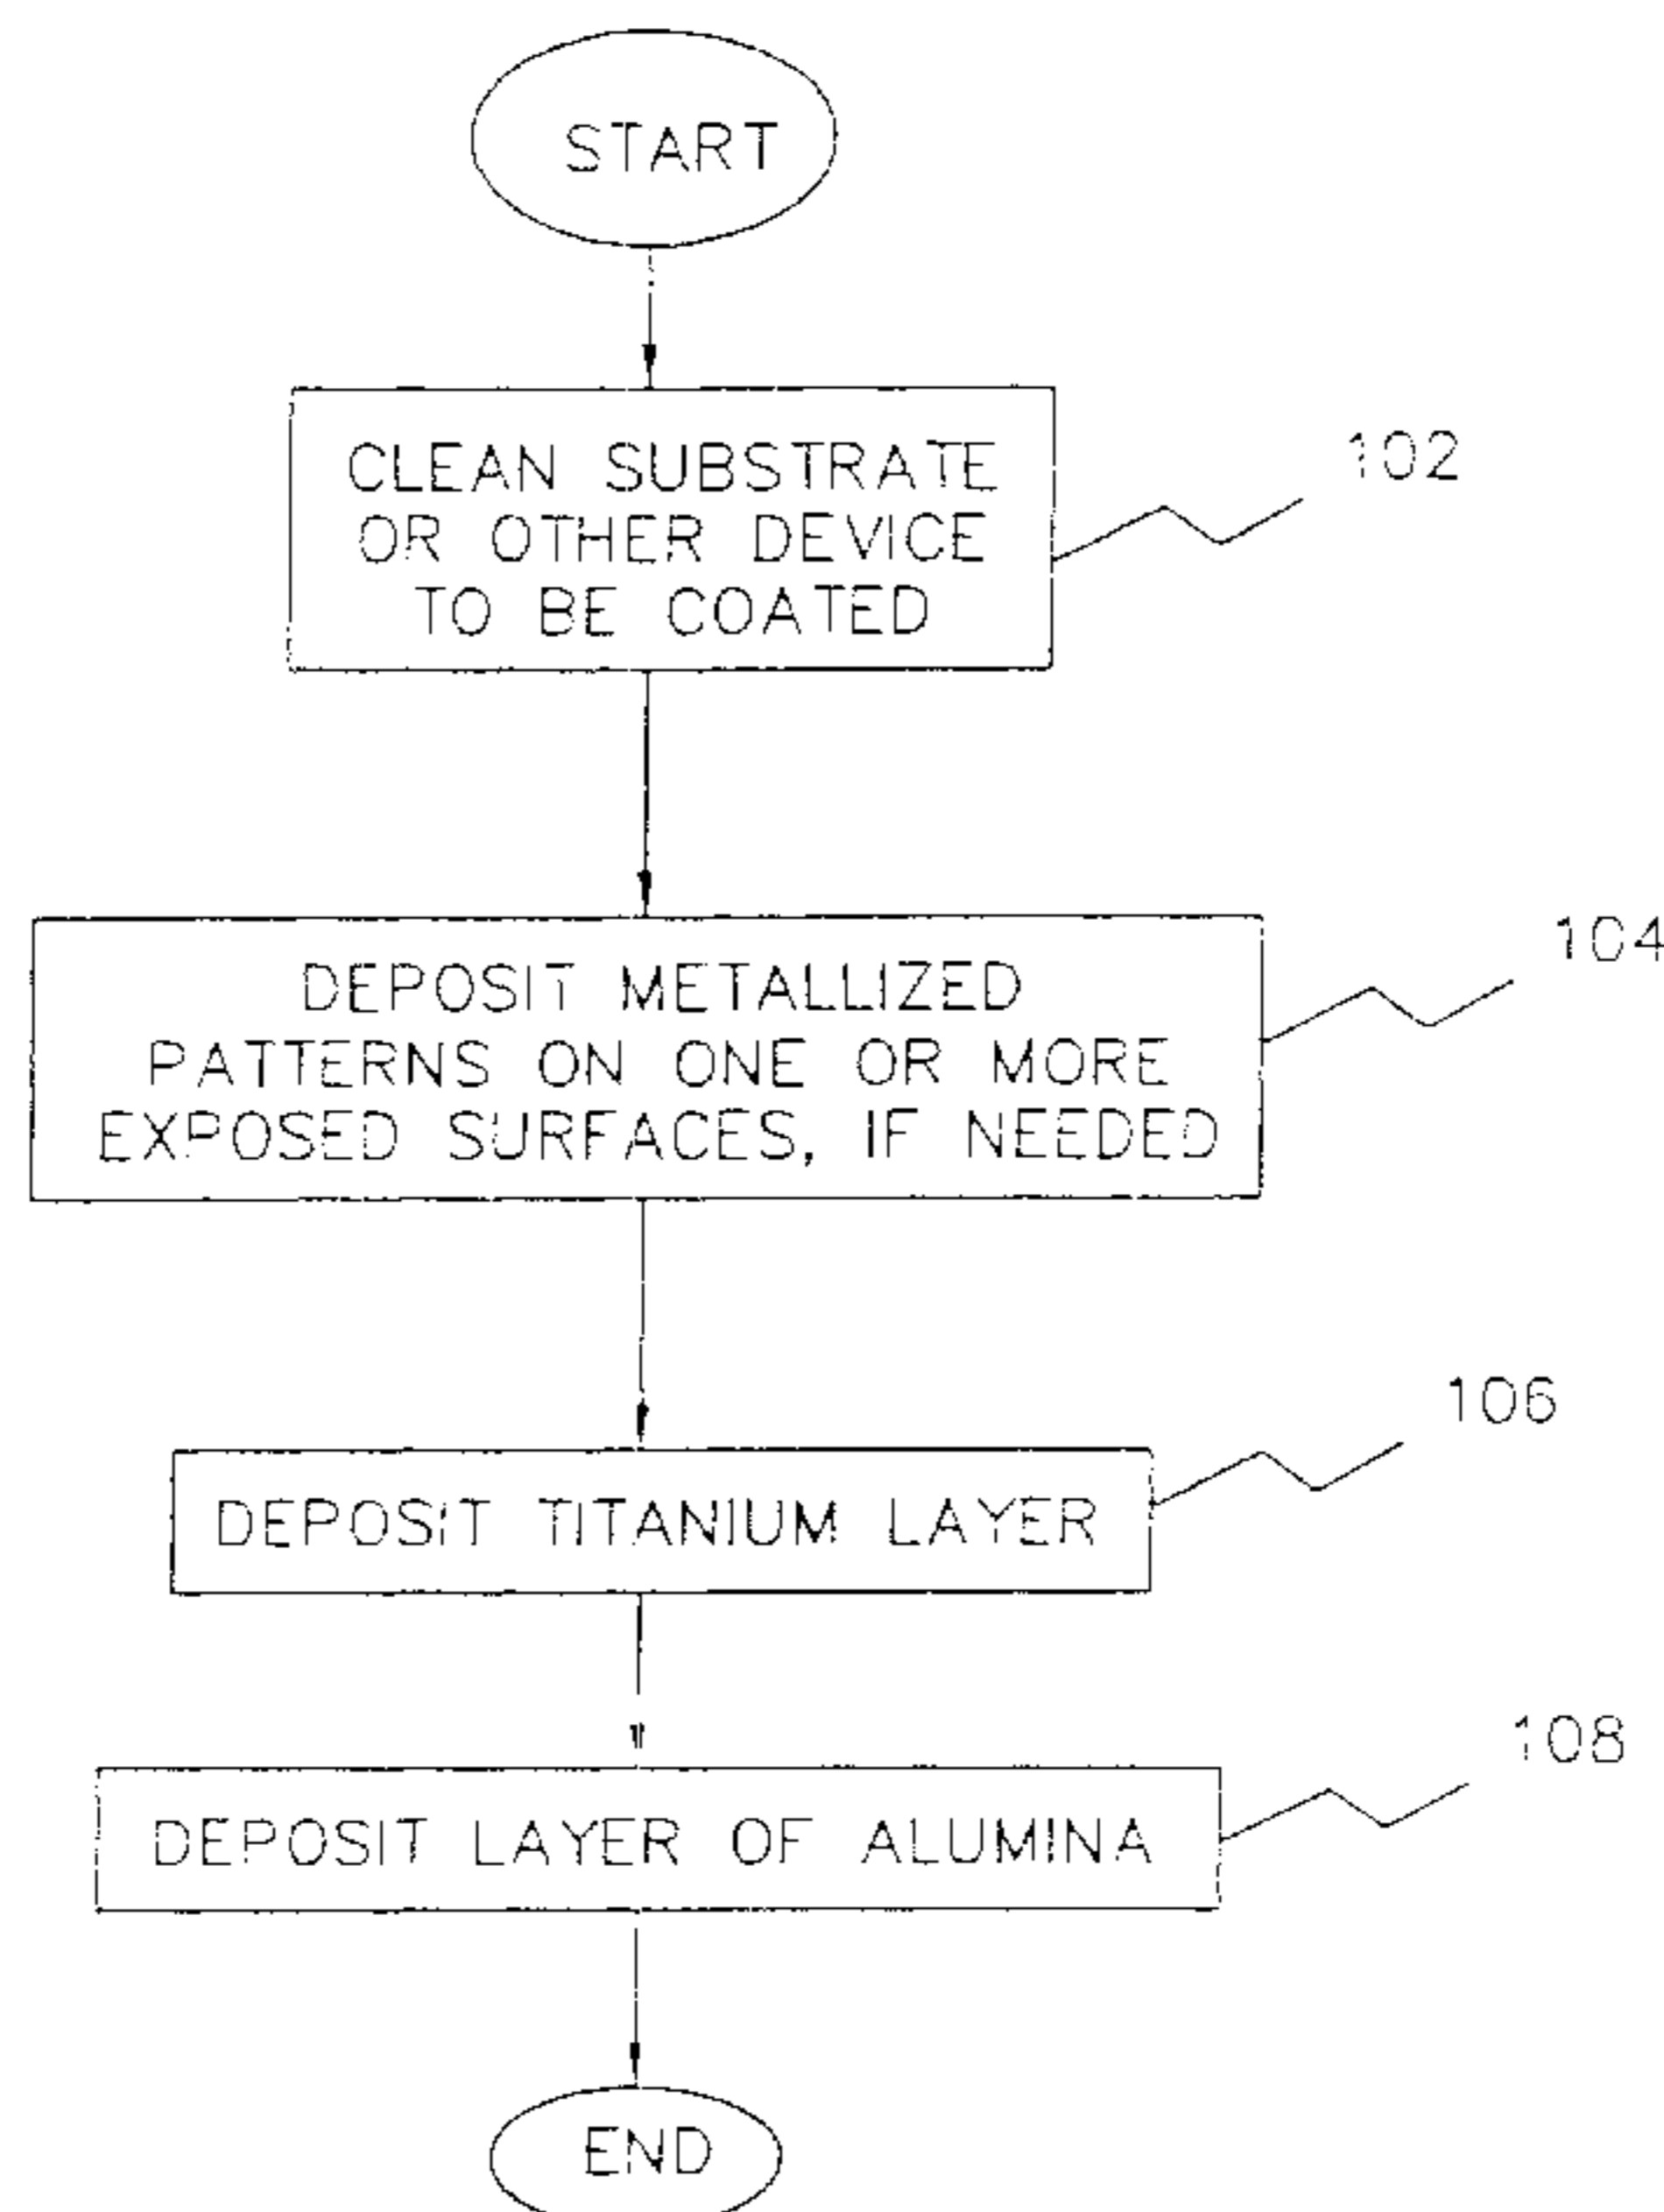 START
CLEAN SUBSTRATE
OR OTHER DEVICE
TO BE COATED
102
DEPOSIT METALLIZED
PATTERNS ON ONE OR MORE
EXPOSED SURFACES, IF NEEDED
104
DEPOSIT TITANIUM LAYER
106
DEPOSIT LAYER OF ALUMINA
108
END